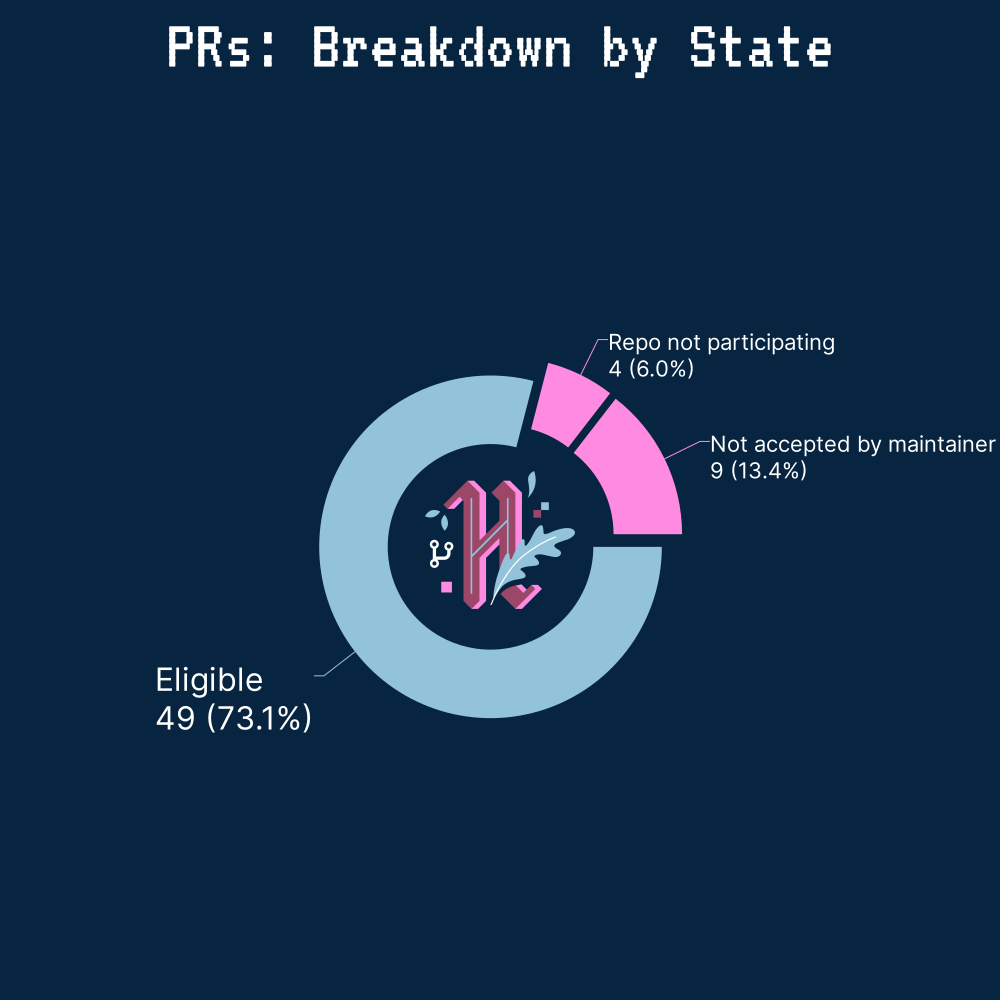 PRs: Breakdown by State
Repo not participating
4 (6.0%)
Not accepted by maintainer
9 (13.4%)
Eligible
49 (73.1%)